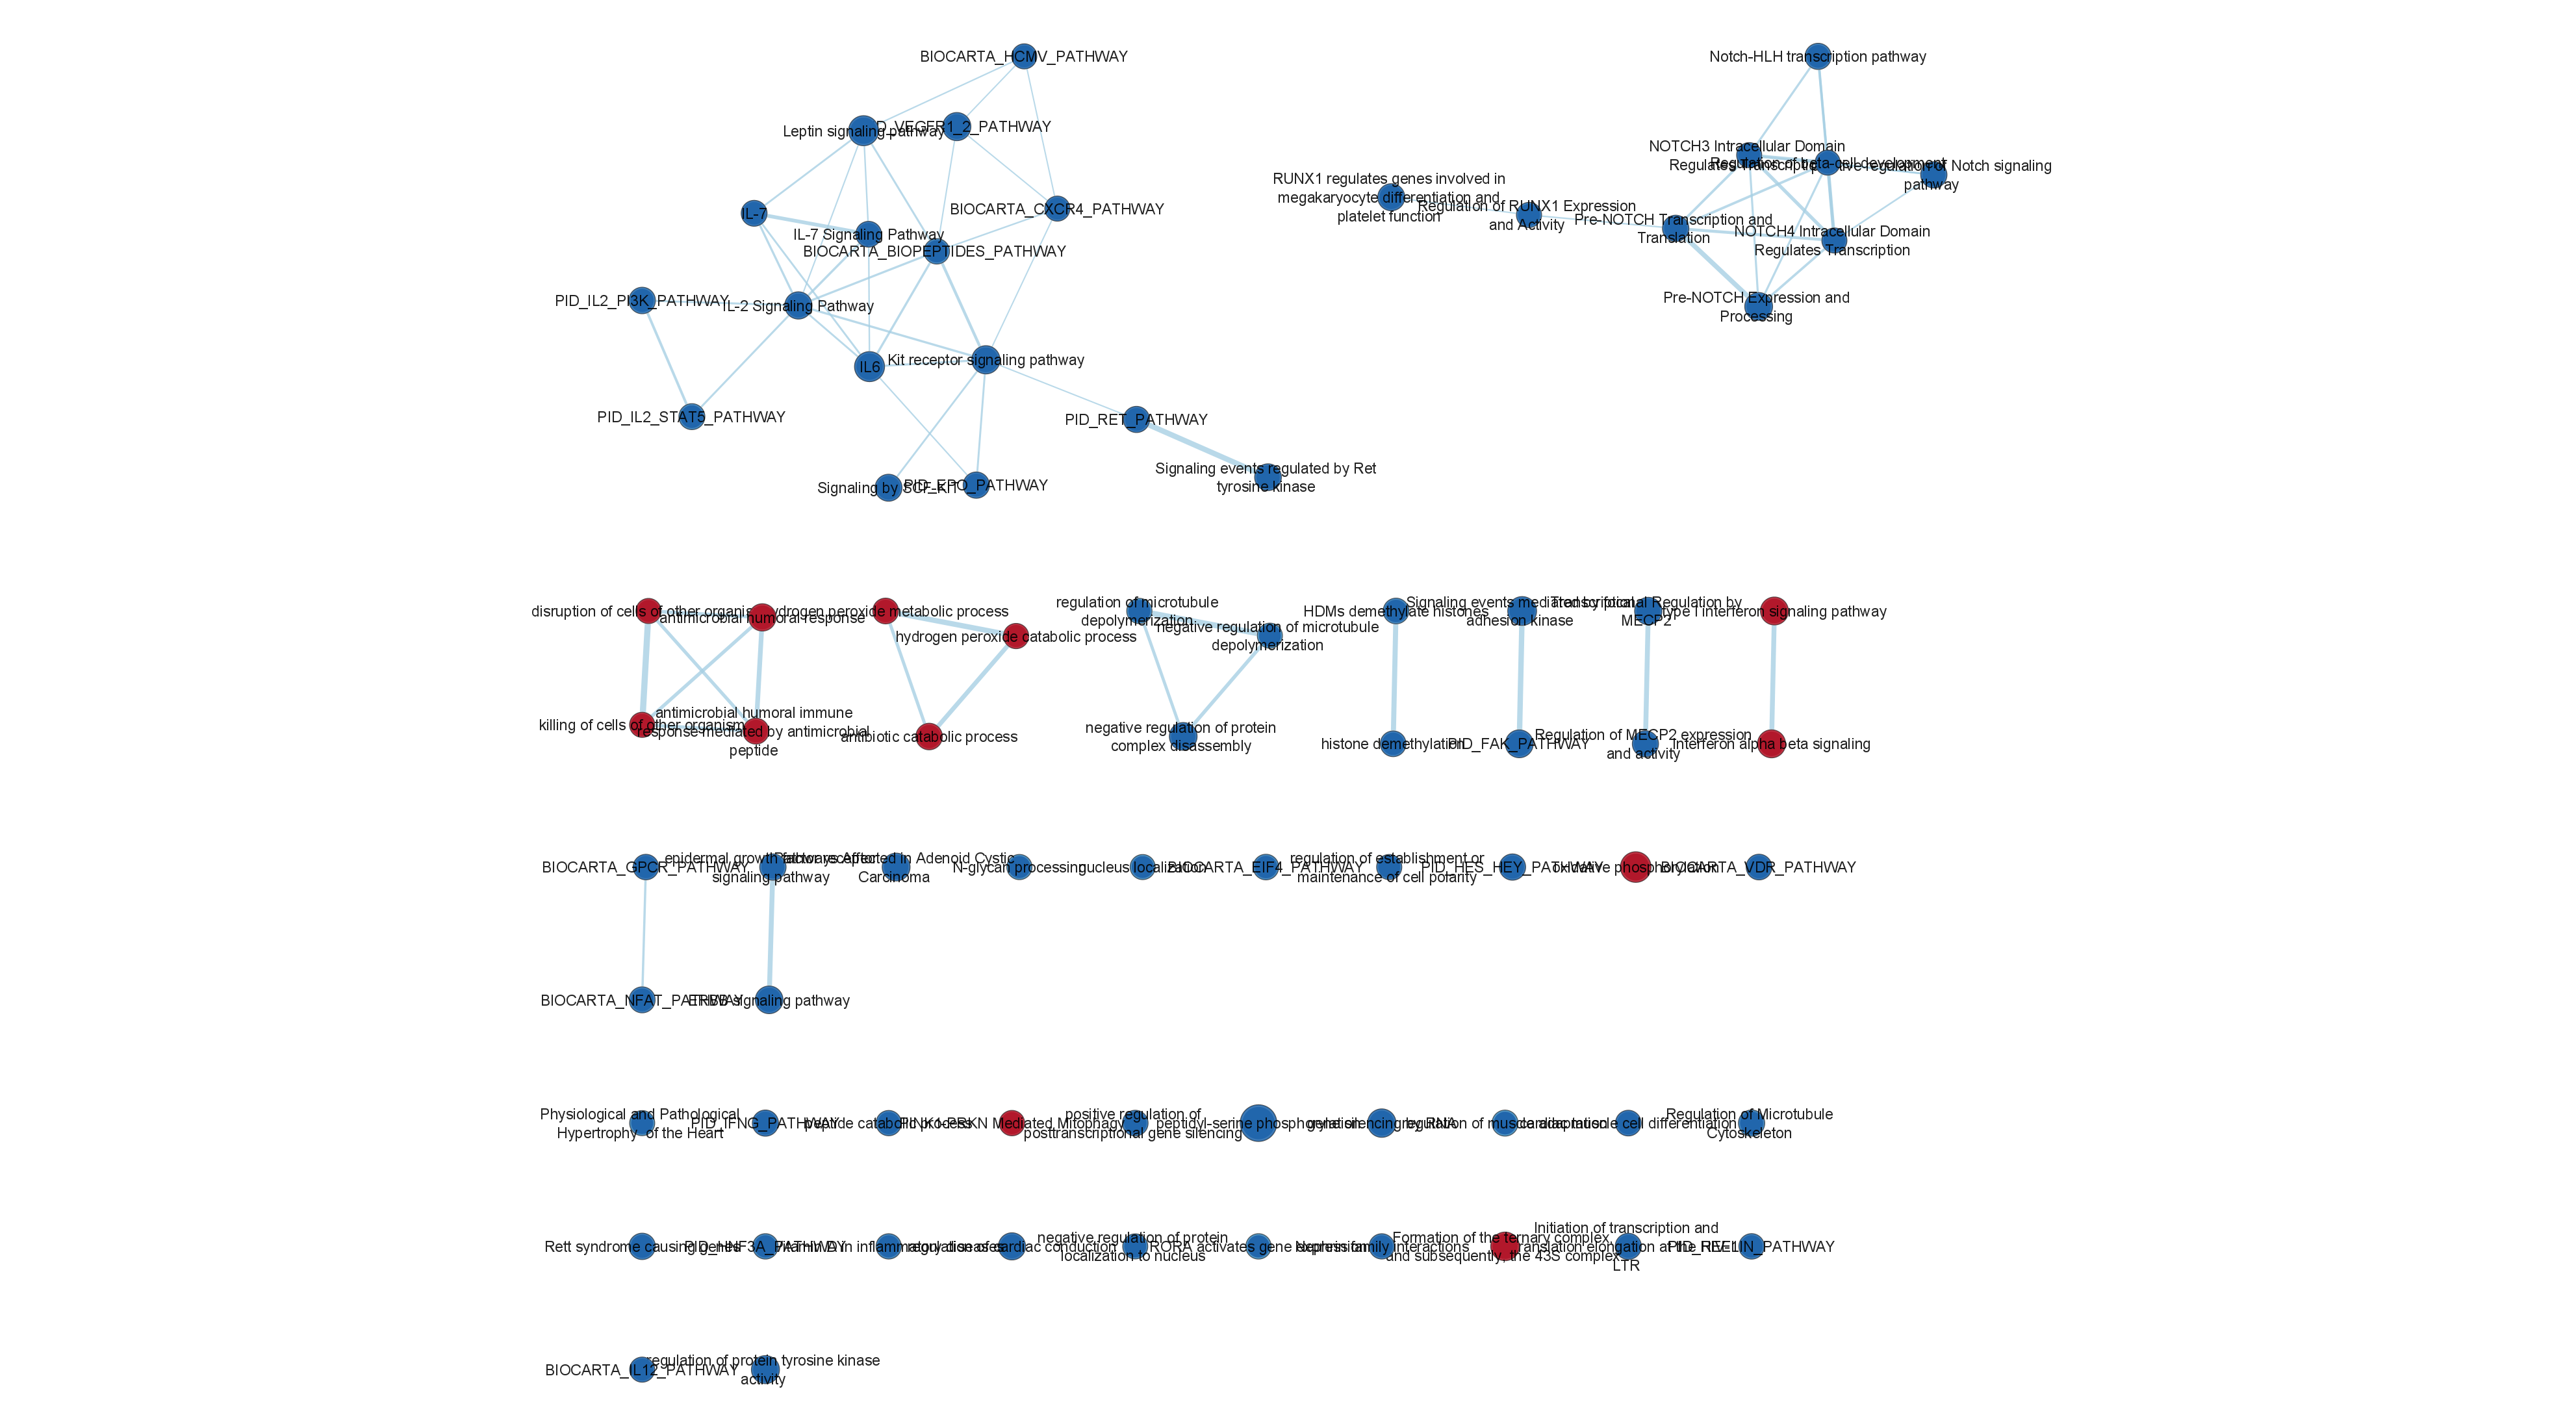 BIOCARTA_HCMV_PATHWAY
Notch-HLH transcription pathway
Leptin signaling pathway
D_VEGFR1_2_PATHWAY
NOTCH3 Intracellular Domain
Regulation of beta-cell development
regulation of Notch signaling
pathway
RUNX1 regulates genes involved in
megakaryocyte differentiation and
platelet function
Regulation of RUNX1 Expression
and Activity
Pre-NOTCH Transcription and
Translation
NOTCH4 Intracellular Domain
Regulates Transcription
IL-7
BIOCARTA_CXCR4_PATHWAY
IL-7 Signaling Pathway
BIOCARTA_BIOPEPTIDES_PATHWAY
PID_IL2_PI3K_PATHWAY
IL-2 Signaling Pathway
Pre-NOTCH Expression and
Processing
IL6
Kit receptor signaling pathway
PID_IL2_STAT5_PATHWAY
PID_RET_PATHWAY
Signaling events regulated by Ret
tyrosine kinase
Signaling by SCF-KIT
PID_EPO_PATHWAY
disruption of cells of other organism
hydrogen peroxide metabolic process
antimicrobial humoral response
hydrogen peroxide catabolic process
regulation of microtubule
depolymerization
negative regulation of microtubule
depolymerization
HDMs demethylate histones
Signaling events mediated by focal
adhesion kinase
Transcriptional Regulation by
MECP2
type I interferon signaling pathway
killing of cells of other organism
antimicrobial humoral immune
response mediated by antimicrobial
peptide
antibiotic catabolic process
negative regulation of protein
complex disassembly
histone demethylation
PID_FAK_PATHWAY
Regulation of MECP2 expression
and activity
Interferon alpha beta signaling
BIOCARTA_GPCR_PATHWAY
epidermal growth factor receptor
signaling pathway
Pathways Affected in Adenoid Cystic
Carcinoma
N-glycan processing
nucleus localization
BIOCARTA_EIF4_PATHWAY
regulation of establishment or
maintenance of cell polarity
PID_HES_HEY_PATHWAY
oxidative phosphorylation
BIOCARTA_VDR_PATHWAY
BIOCARTA_NFAT_PATHWAY
ERBB signaling pathway
Physiological and Pathological
Hypertrophy of the Heart
PID_IFNG_PATHWAY
peptide catabolic process
PINK1-PRKN Mediated Mitophagy
positive regulation of
posttranscriptional gene silencing
peptidyl-serine phosphorylation
gene silencing by RNA
regulation of muscle adaptation
cardiac muscle cell differentiation
Regulation of Microtubule
Cytoskeleton
Rett syndrome causing genes
PID_HNF3A_PATHWAY
Vitamin D in inflammatory diseases
regulation of cardiac conduction
negative regulation of protein
localization to nucleus
RORA activates gene expression
Nephrin family interactions
Formation of the ternary complex,
and subsequently, the 43S complex
Initiation of transcription and
translation elongation at the HIV-1
LTR
PID_REELIN_PATHWAY
BIOCARTA_IL12_PATHWAY
regulation of protein tyrosine kinase
activity